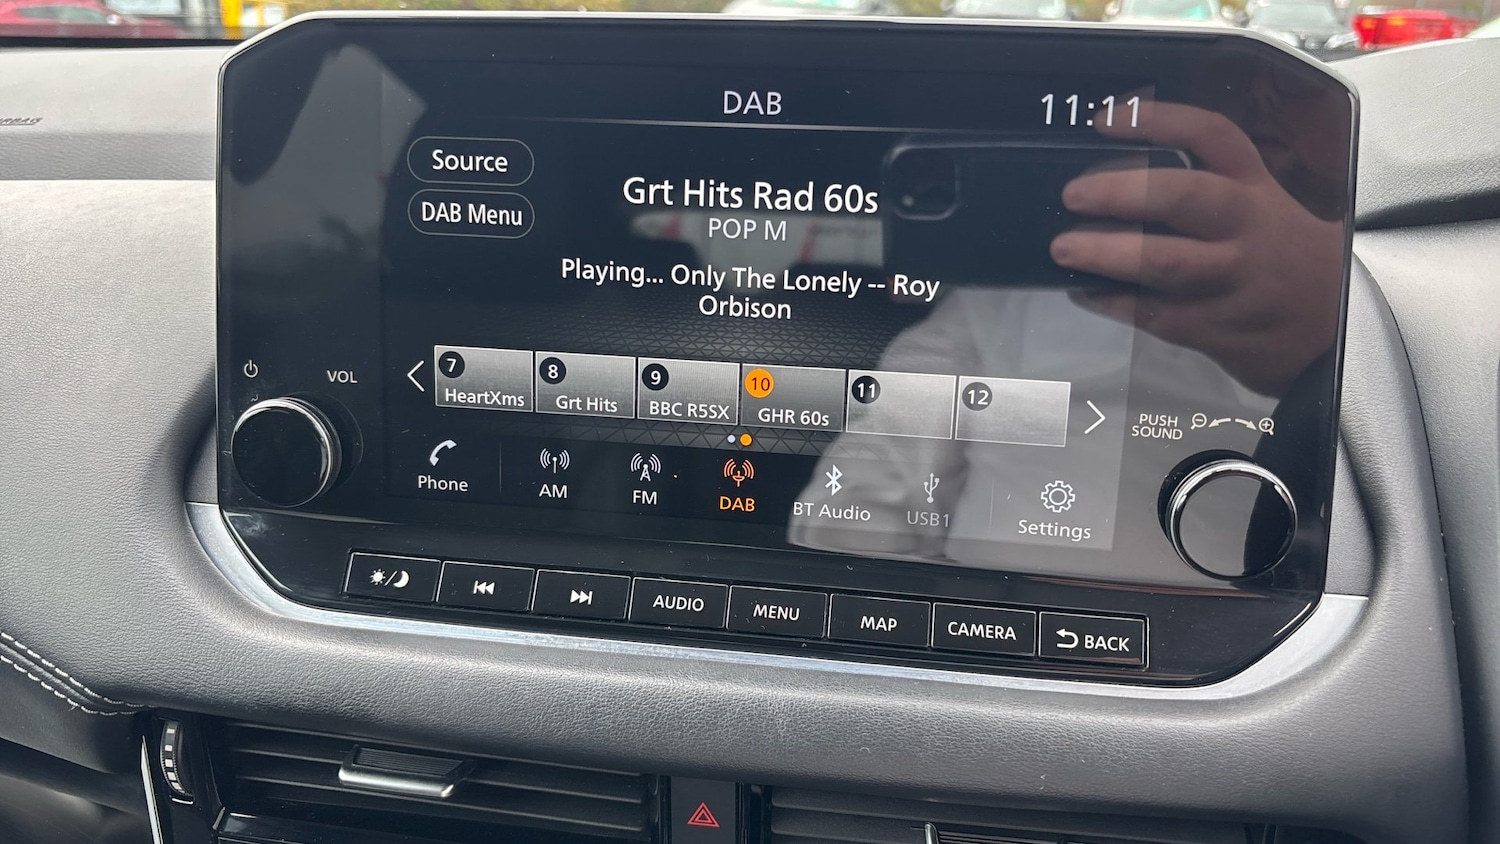 DAB
11:11
Source
Grt Hits Rad 60s
DAB Menu
POP M
Playing... Only The Lonely -- Roy
Orbison
VOL
7
HeartXms
8
Grt Hits
9
BBC R5SX
10
GHR 60s
11
12
PUSH
SOUND
Phone
AM
FM
DAB
BT Audio
USB1
Settings
AUDIO
MENU
MAP
CAMERA
BACK